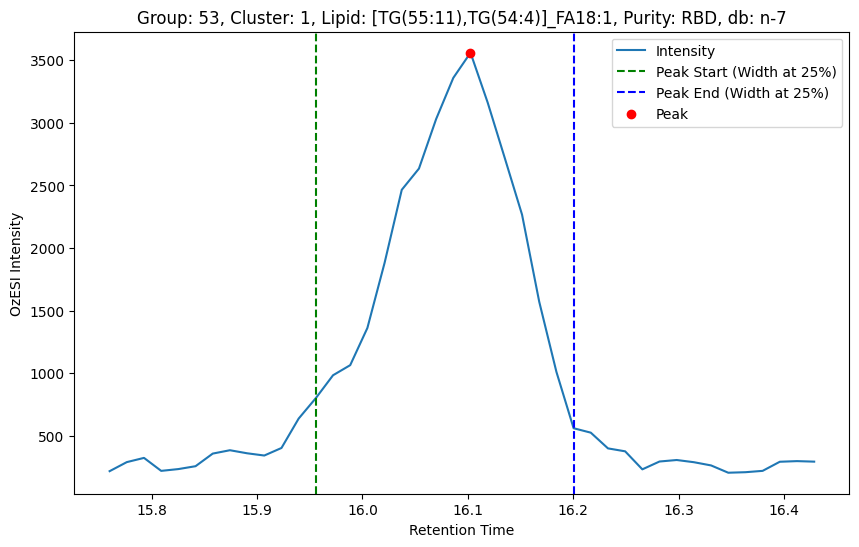 Group: 53, Cluster: 1, Lipid: [TG(55:11),TG(54:4)]_FA18:1, Purity: RBD, db: n-7
Intensity
Peak Start (Width at 25%)
Peak End (Width at 25%)
Peak
OzESI Intensity
3500
3000
2500
2000
1500
1000
500
15.8
15.9
16.0
16.1
16.2
16.3
16.4
Retention Time